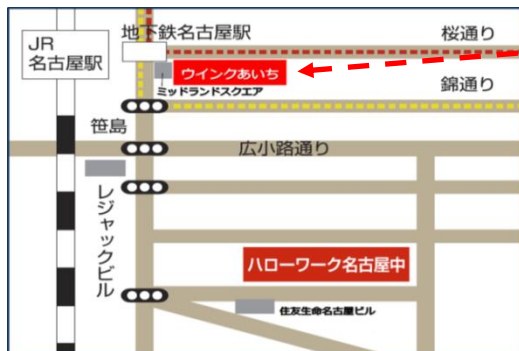 地下鉄名古屋駅
桜通り
JR
名古屋駅
ウインクあいち
ミッドランドスクエア
錦通り
笹島
広小路通り
レジャックビル
ハローワーク名古屋中
住友生命名古屋ビル